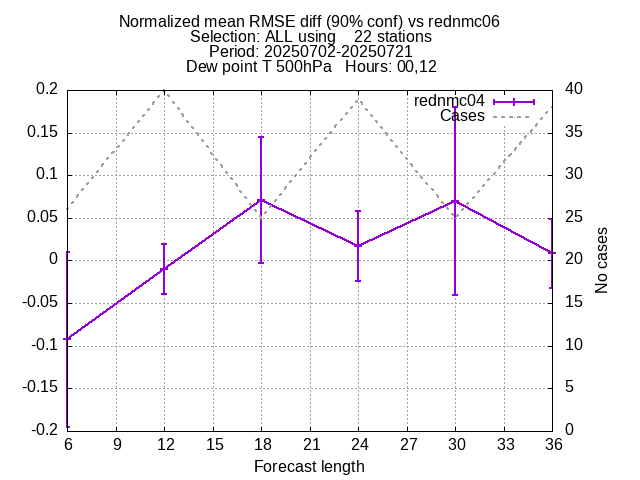 Normalized mean RMSE diff (90% conf) vs rednmc06
Selection: ALL using    22 stations
Period: 20250702-20250721
Dew point T 500hPa   Hours: 00,12
rednmc04
Cases
0.2
0.15
0.1
0.05
0
-0.05
-0.1
-0.15
-0.2
40
35
30
25
20
15
10
5
0
No cases
6 9 12 15 18 21 24 27 30 33 36
Forecast length